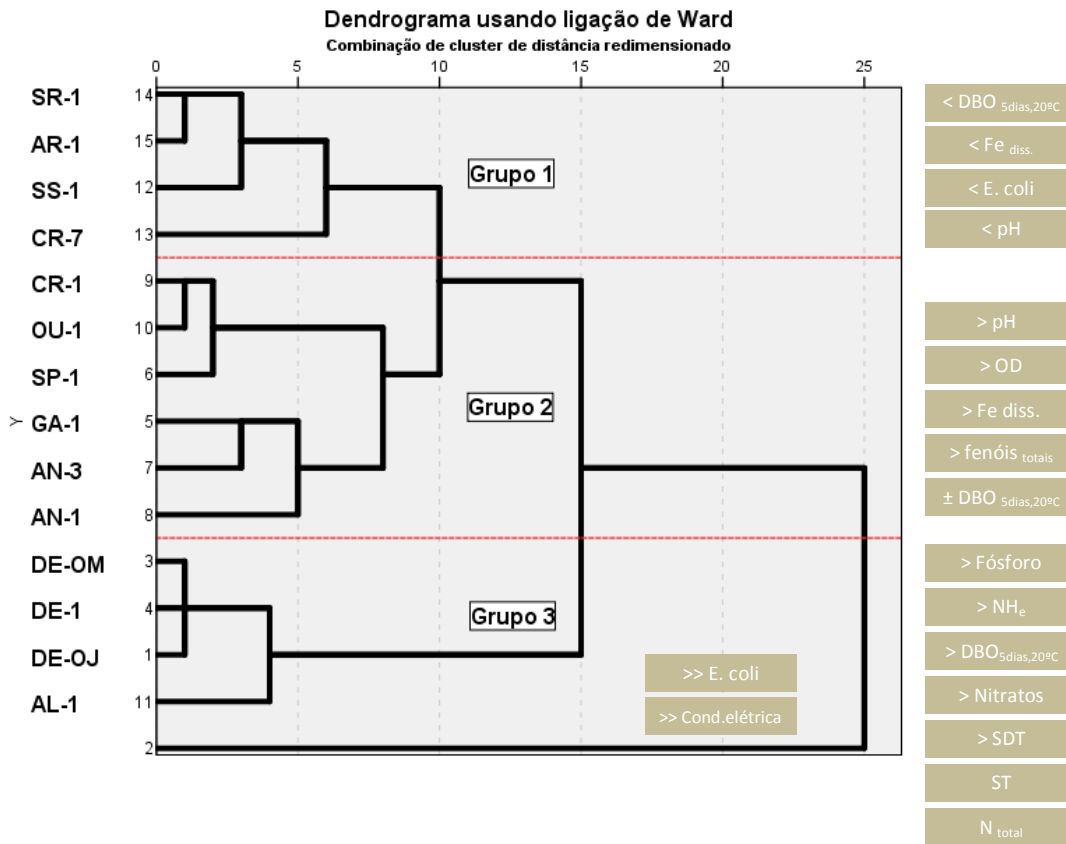 Dendrograma usando ligação de Ward
Combinação de cluster de distância redimensionado
0 5 10 15 20 25
SR-1 14
AR-1 15
SS-1 12
CR-7 13
CR-1 9
OU-1 10
SP-1 6
GA-1 5
AN-3 7
AN-1 8
DE-OM 3
DE-1 4
DE-OJ 1
AL-1 11
2
Y
Grupo 1
Grupo 2
Grupo 3
>> E. coli
>> Cond.elétrica
< DBO 5dias,20ºC
< Fe diss.
< E. coli
< pH
> pH
> OD
> Fe diss.
> fenóis totais
± DBO 5dias,20ºC
> Fósforo
> NHe
> DBO5dias,20ºC
> Nitratos
> SDT
ST
N total